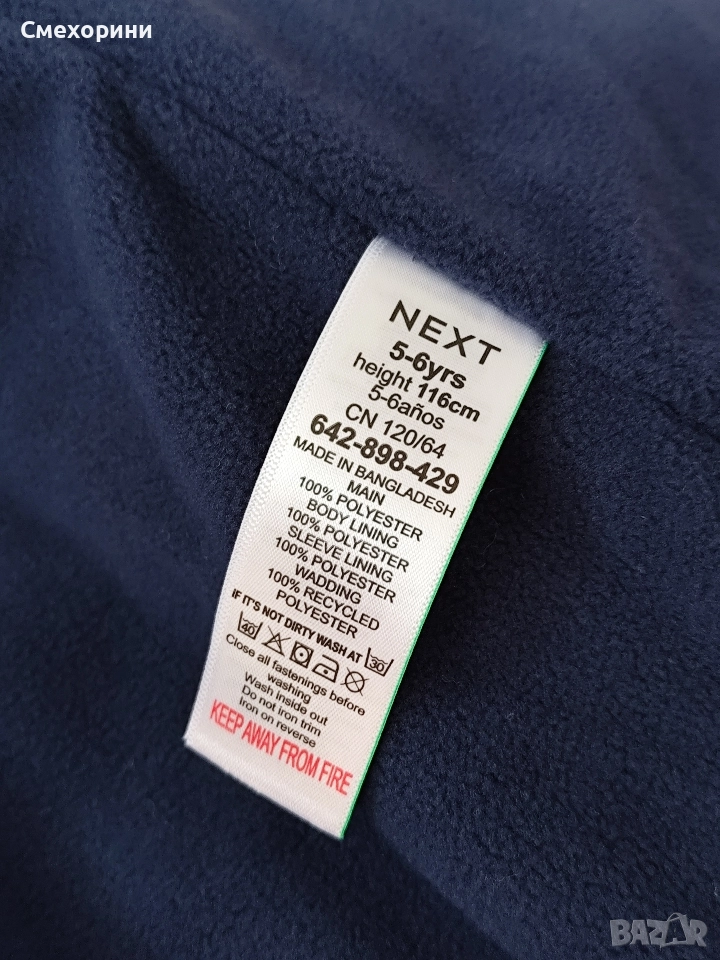 Смехорини
NEXT
5-6yrs
height 116cm
5-6años
CN 120/64
642-898-429
MADE IN BANGLADESH
MAIN
100% POLYESTER
BODY LINING
100% POLYESTER
SLEEVE LINING
100% POLYESTER
WADDING
100% RECYCLED
POLYESTER
IF IT'S NOT DIRTY WASH AT 30
40
Close all fastenings before
washing
Wash inside out
Do not iron trim
Iron on reverse
KEEP AWAY FROM FIRE
BAZAR